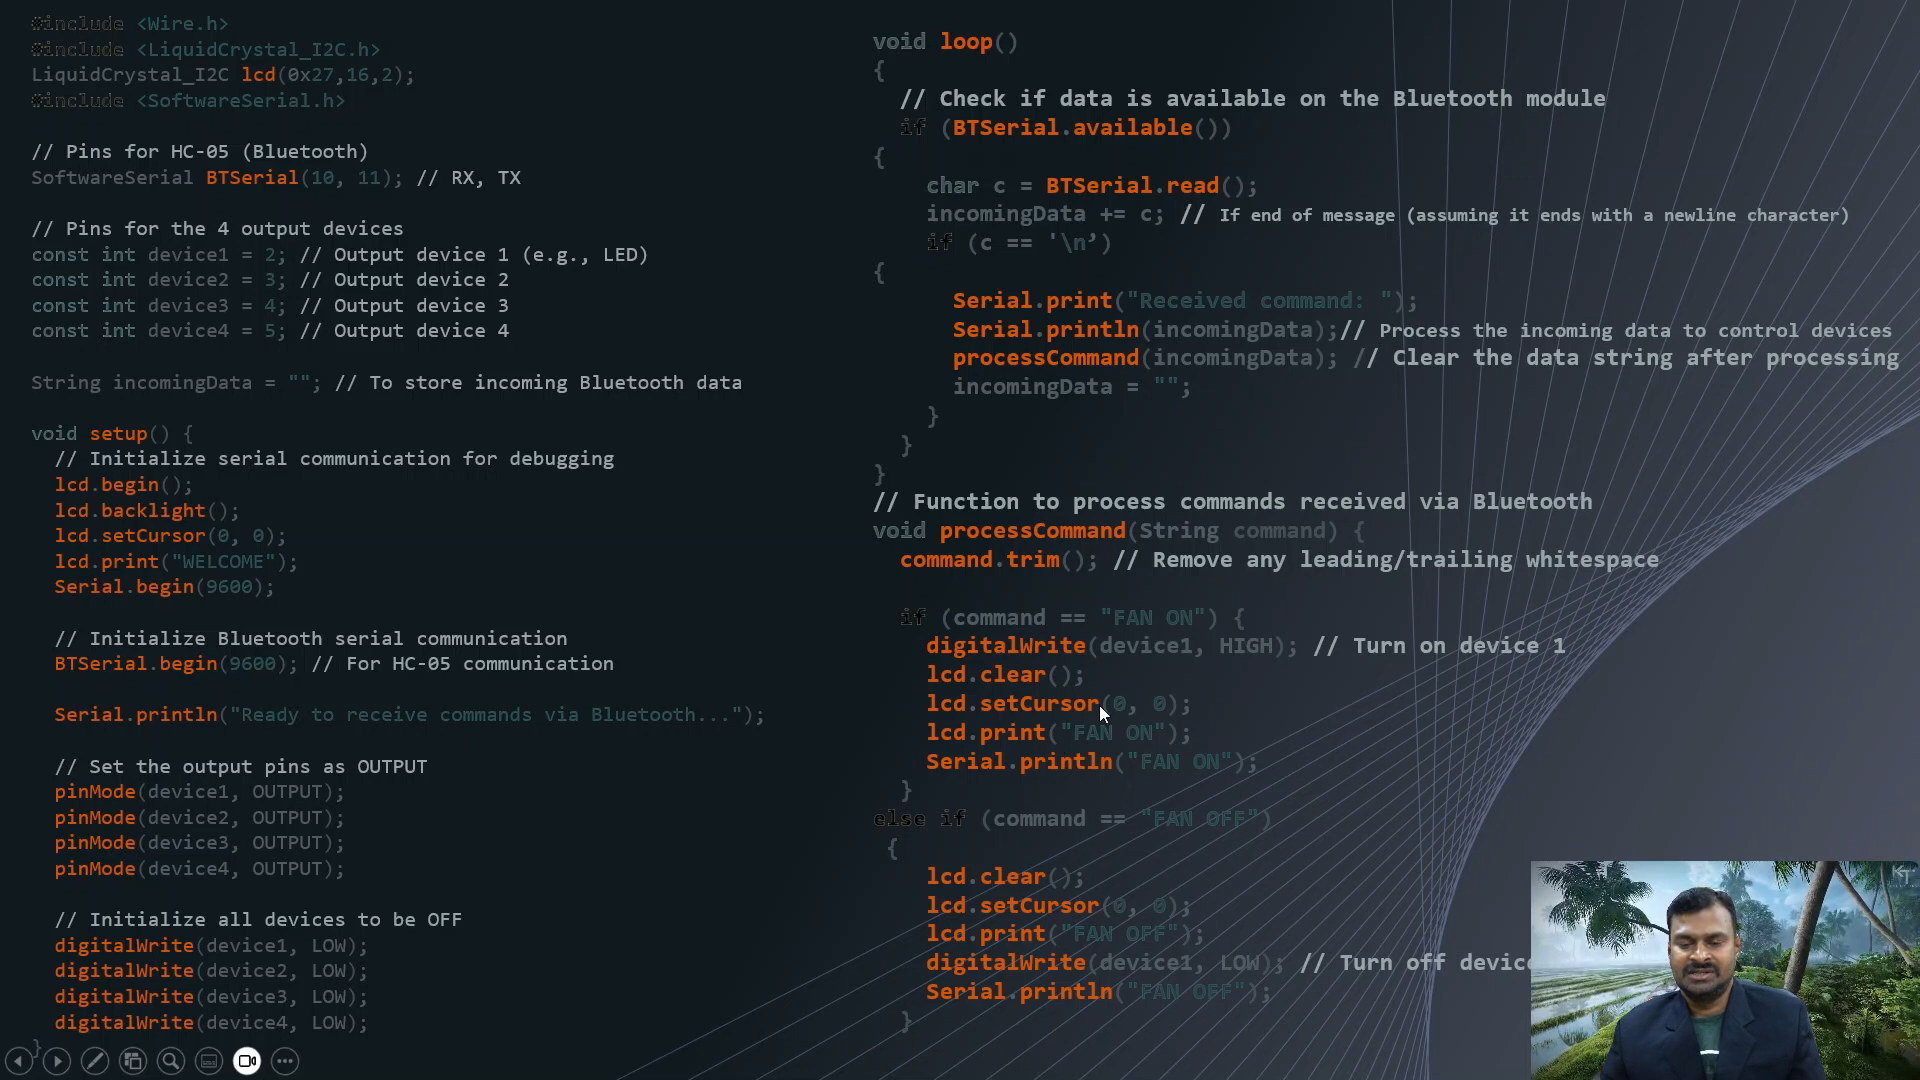 #include <Wire.h>
#include <LiquidCrystal_I2C.h>
LiquidCrystal_I2C lcd(0x27,16,2);
#include <SoftwareSerial.h>
// Pins for HC-05 (Bluetooth)
SoftwareSerial BTSerial(10, 11); // RX, TX
// Pins for the 4 output devices
const int device1 = 2; // Output device 1 (e.g., LED)
const int device2 = 3; // Output device 2
const int device3 = 4; // Output device 3
const int device4 = 5; // Output device 4
String incomingData = ""; // To store incoming Bluetooth data
void setup() {
// Initialize serial communication for debugging
lcd.begin();
lcd.backlight();
lcd.setCursor(0, 0);
lcd.print("WELCOME");
Serial.begin(9600);
// Initialize Bluetooth serial communication
BTSerial.begin(9600); // For HC-05 communication
Serial.println("Ready to receive commands via Bluetooth...");
// Set the output pins as OUTPUT
pinMode(device1, OUTPUT);
pinMode(device2, OUTPUT);
pinMode(device3, OUTPUT);
pinMode(device4, OUTPUT);
// Initialize all devices to be OFF
digitalWrite(device1, LOW);
digitalWrite(device2, LOW);
digitalWrite(device3, LOW);
digitalWrite(device4, LOW);
}
void loop()
{
// Check if data is available on the Bluetooth module
if (BTSerial.available())
{
char c = BTSerial.read();
incomingData += c; // If end of message (assuming it ends with a newline character)
if (c == '\n’)
{
Serial.print("Received command: ");
Serial.println(incomingData);// Process the incoming data to control devices
processCommand(incomingData); // Clear the data string after processing
incomingData = "";
}
}
}
// Function to process commands received via Bluetooth
void processCommand(String command) {
command.trim(); // Remove any leading/trailing whitespace
if (command == "FAN ON") {
digitalWrite(device1, HIGH); // Turn on device 1
lcd.clear();
lcd.setCursor(0, 0);
lcd.print("FAN ON");
Serial.println("FAN ON");
}
else if (command == "FAN OFF")
{
lcd.clear();
lcd.setCursor(0, 0);
lcd.print("FAN OFF");
digitalWrite(device1, LOW); // Turn off device
Serial.println("FAN OFF");
}
KT